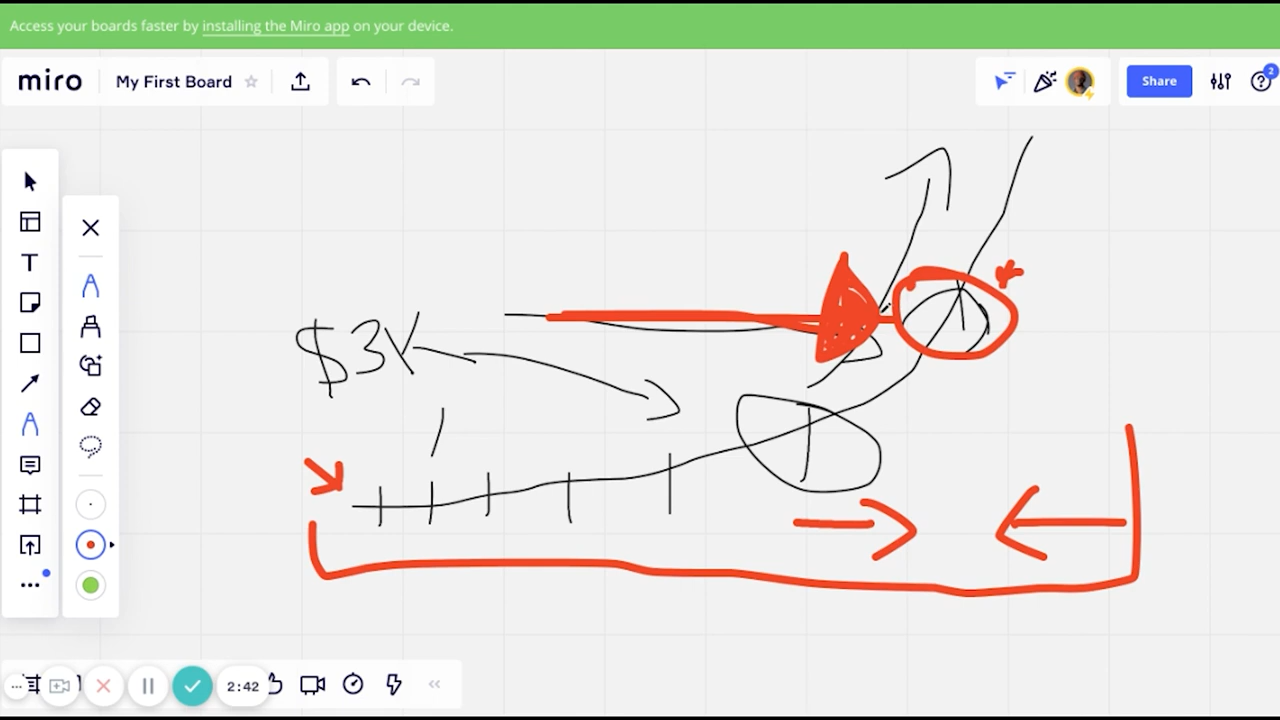 Access your boards faster by installing the Miro app on your device.
miro
My First Board
Share
2
T
$3K
2:42